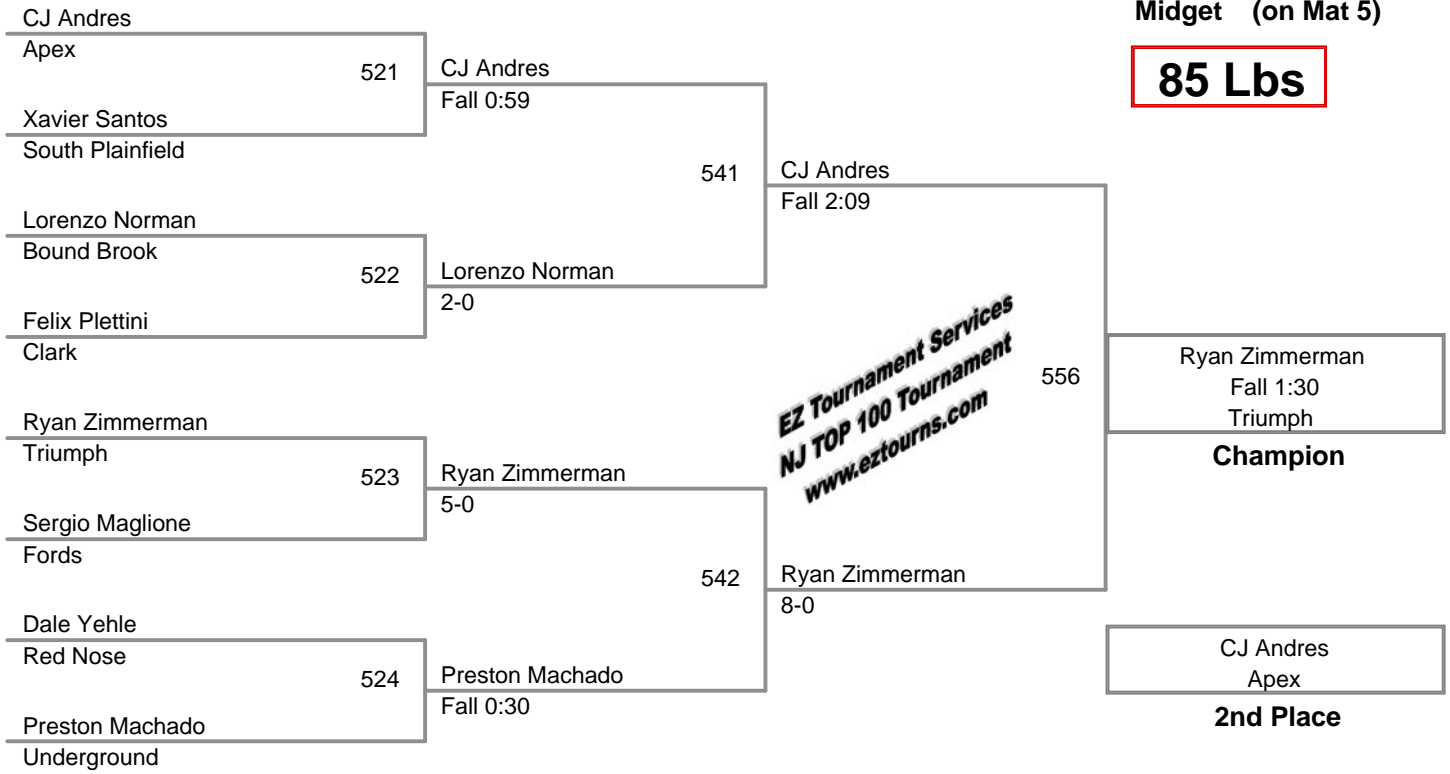 Midget (on Mat 5)
85 Lbs
CJ Andres
Apex
521
Xavier Santos
South Plainfield
CJ Andres
Fall 0:59
541
Lorenzo Norman
Bound Brook
522
Felix Plettini
Clark
Lorenzo Norman
2-0
CJ Andres
Fall 2:09
EZ Tournament Services
NJ TOP 100 Tournament
www.eztourns.com
556
Ryan Zimmerman
Triumph
523
Sergio Maglione
Fords
Ryan Zimmerman
5-0
542
Dale Yehle
Red Nose
524
Preston Machado
Underground
Preston Machado
Fall 0:30
Ryan Zimmerman
8-0
Ryan Zimmerman
Fall 1:30
Triumph
Champion
CJ Andres
Apex
2nd Place